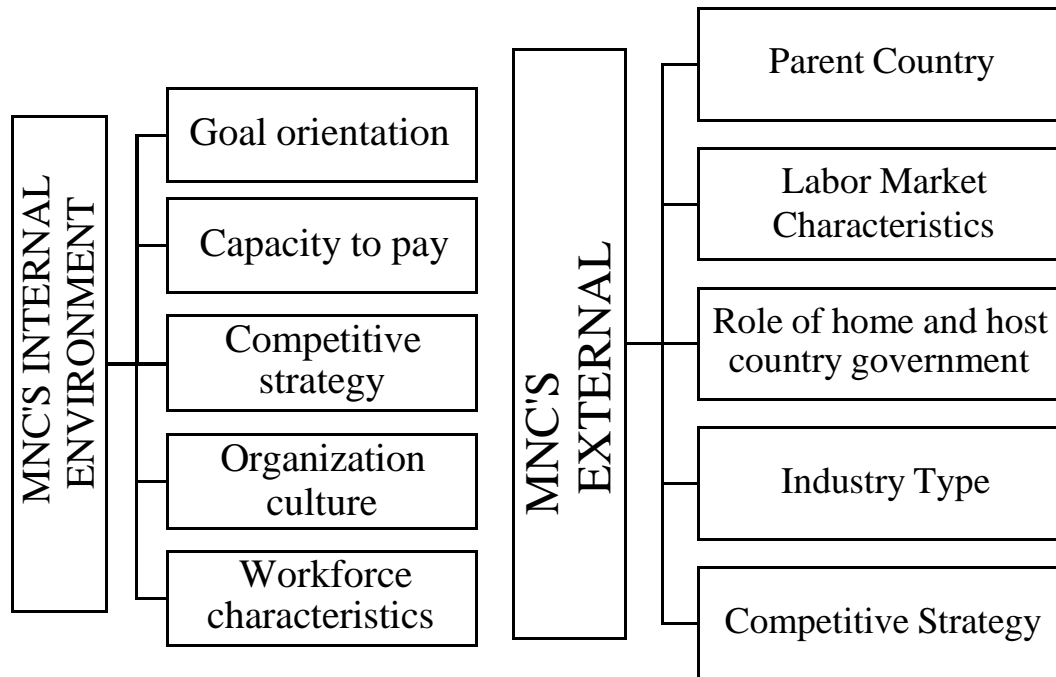 MNC'S INTERNAL
ENVIRONMENT
Goal orientation
Capacity to pay
Competitive
strategy
Organization
culture
Workforce
characteristics
MNC'S
EXTERNAL
Parent Country
Labor Market
Characteristics
Role of home and host
country government
Industry Type
Competitive Strategy